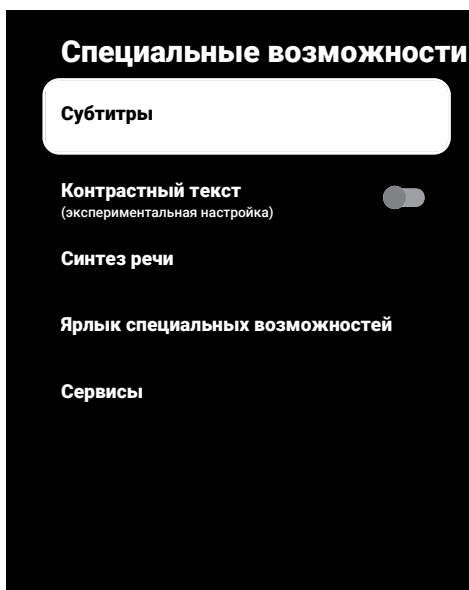 Специальные возможности
Субтитры
Контрастный текст
(экспериментальная настройка)
Синтез речи
Ярлык специальных возможностей
Сервисы